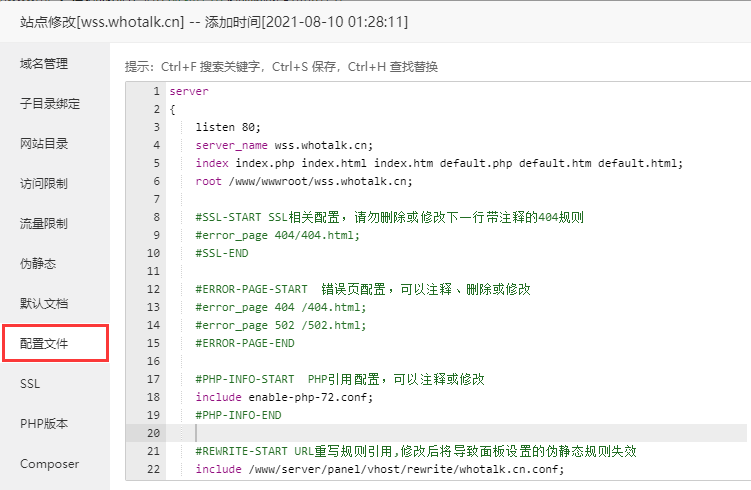 站点修改[wss.whotalk.cn] -- 添加时间[2021-08-10 01:28:11]
域名管理
子目录绑定
网站目录
访问限制
流量限制
伪静态
默认文档
配置文件
SSL
PHP版本
Composer
提示：Ctrl+F 搜索关键字，Ctrl+S 保存，Ctrl+H 查找替换
1 server
2 {
3 listen 80;
4 server_name wss.whotalk.cn;
5 index index.php index.html index.htm default.php default.htm default.html;
6 root /www/wwwroot/wss.whotalk.cn;
7
8 #SSL-START SSL相关配置，请勿删除或修改下一行带注释的404规则
9 #error_page 404/404.html;
10 #SSL-END
11
12 #ERROR-PAGE-START  错误页配置，可以注释、删除或修改
13 #error_page 404 /404.html;
14 #error_page 502 /502.html;
15 #ERROR-PAGE-END
16
17 #PHP-INFO-START  PHP引用配置，可以注释或修改
18 include enable-php-72.conf;
19 #PHP-INFO-END
20
21 #REWRITE-START URL重写规则引用,修改后将导致面板设置的伪静态规则失效
22 include /www/server/panel/vhost/rewrite/whotalk.cn.conf;